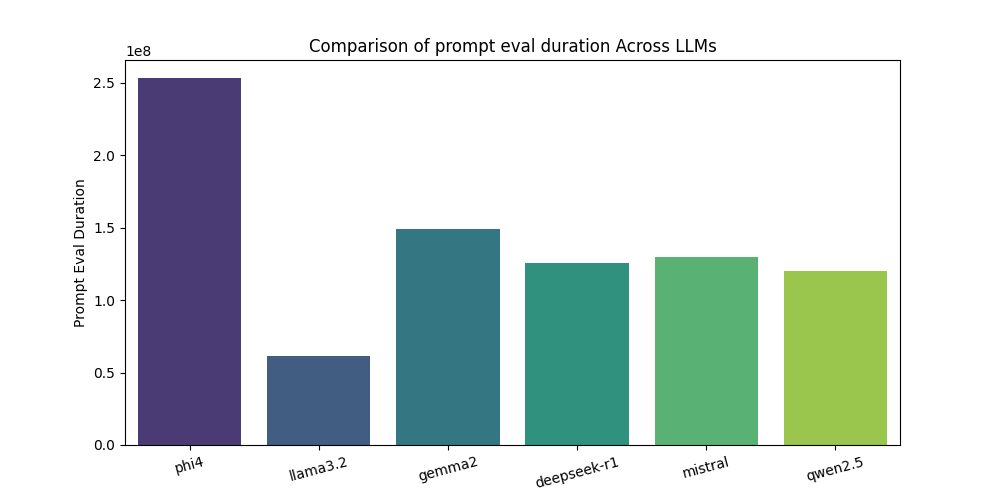 Comparison of prompt eval duration Across LLMs
1e8
Prompt Eval Duration
2.5
2.0
1.5
1.0
0.5
0.0
phi4
llama3.2
gemma2
deepseek-r1
mistral
qwen2.5